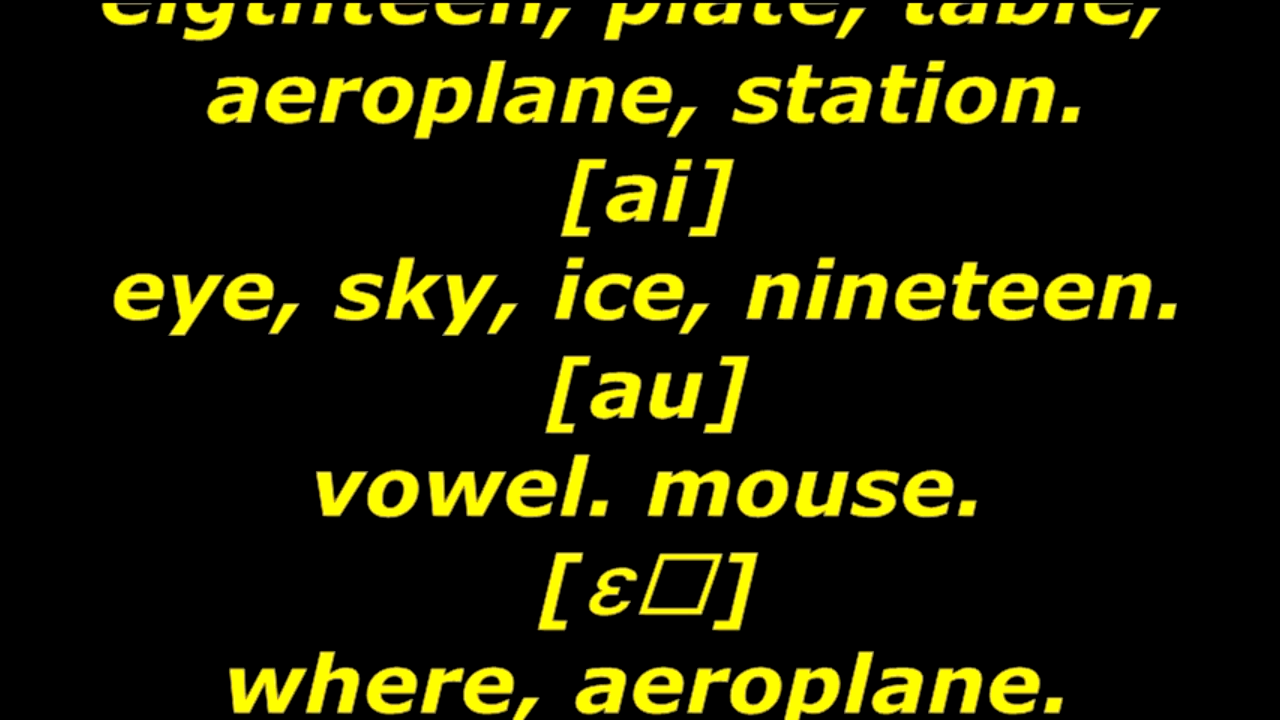 eigthteen, plate, table,
aeroplane, station.
[ai]
eye, sky, ice, nineteen.
[au]
vowel. mouse.
[ε□]
where, aeroplane.